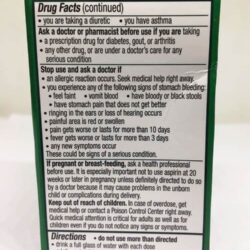 Drug Facts (continued)
• you are taking a diuretic • you have asthma
Ask a doctor or pharmacist before use if you are taking
• a prescription drug for diabetes, gout, or arthritis
• any other drug, or are under a doctor's care for any
serious condition
Stop use and ask a doctor if
• an allergic reaction occurs. Seek medical help right away.
• you experience any of the following signs of stomach bleeding:
• feel faint • vomit blood • have bloody or black stools
• have stomach pain that does not get better
• ringing in the ears or loss of hearing occurs
• painful area is red or swollen
• pain gets worse or lasts for more than 10 days
• fever gets worse or lasts for more than 3 days
• any new symptoms occur
These could be signs of a serious condition.
If pregnant or breast-feeding, ask a health professional
before use. It is especially important not to use aspirin at 20
weeks or later in pregnancy unless definitely directed to do so
by a doctor because it may cause problems in the unborn
child or complications during delivery.
Keep out of reach of children. In case of overdose, get
medical help or contact a Poison Control Center right away.
Quick medical attention is critical for adults as well as for
children even if you do not notice any signs or symptoms.
Directions • do not use more than directed
• drink a full glass of water with each dose